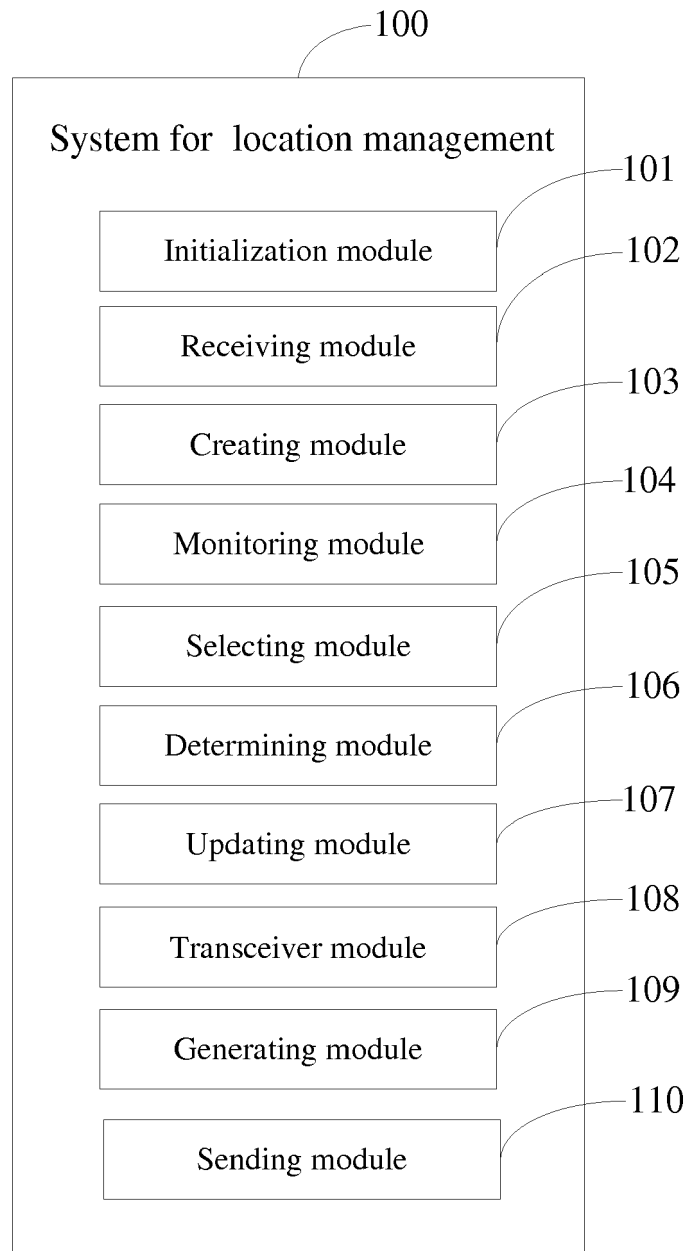 100
System for location management
101
Initialization module
102
Receiving module
103
Creating module
104
Monitoring module
105
Selecting module
106
Determining module
107
Updating module
108
Transceiver module
109
Generating module
110
Sending module